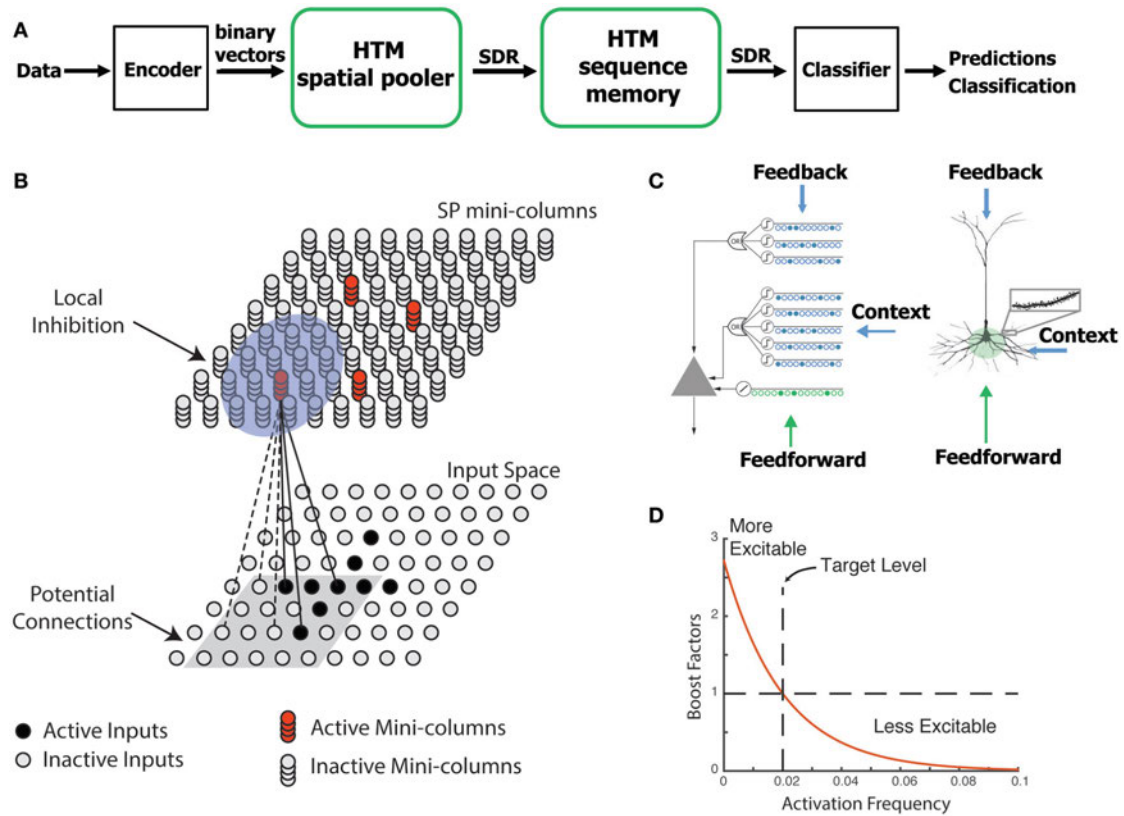 A
Data
Encoder
binary
vectors
HTM
spatial pooler
SDR
HTM
sequence
memory
SDR
Classifier
Predictions
Classification
B
SP mini-columns
Local
Inhibition
Input Space
Potential
Connections
Active Inputs
Inactive Inputs
Active Mini-columns
Inactive Mini-columns
C
Feedback
OR
OR
Context
Feedforward
Feedback
Context
Feedforward
D
More
Excitable
Target Level
Less Excitable
Boost Factors
3
2
1
0
0
0.02
0.04
0.06
0.08
0.1
Activation Frequency